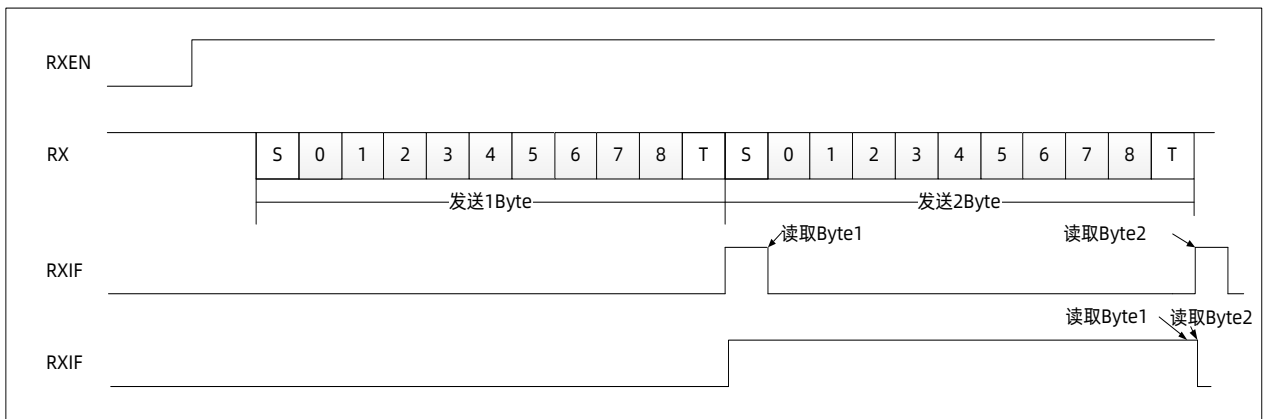 RXEN
RX S 0 1 2 3 4 5 6 7 8 T S 0 1 2 3 4 5 6 7 8 T
发送1Byte 发送2Byte
读取Byte1 读取Byte2
RXIF
读取Byte1 读取Byte2
RXIF